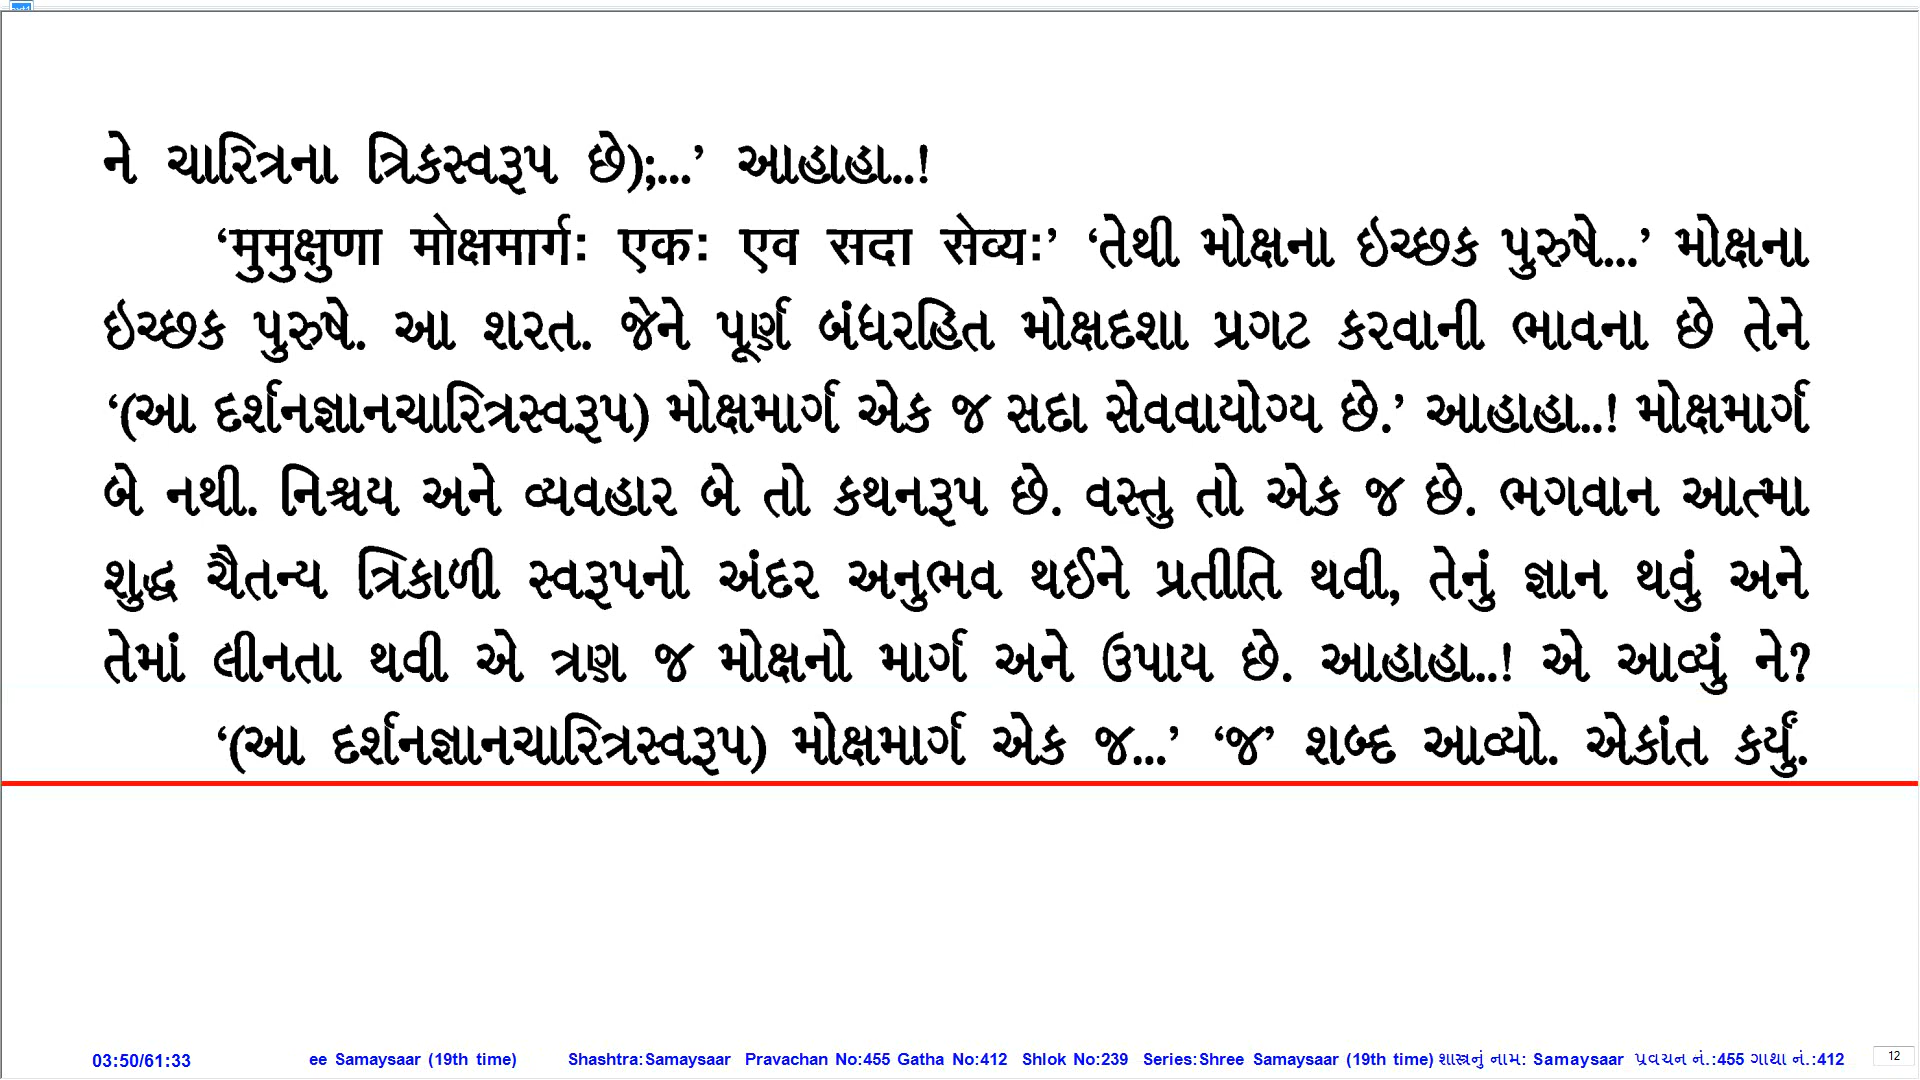 ને ચારિત્રના ત્રિકસ્વરૂપ છે);...’ આહાહા..!
‘मुमुक्षुणा मोक्षमार्गः एकः एव सदा सेव्यः’ ‘તેથી મોક્ષના ઇચ્છક પુરુષે...’ મોક્ષના
ઇચ્છક પુરુષે. આ શરત. જેને પૂર્ણ બંધરહિત મોક્ષદશા પ્રગટ કરવાની ભાવના છે તેને
‘(આ દર્શનજ્ઞાનચારિત્રસ્વરૂપ) મોક્ષમાર્ગ એક જ સદા સેવવાયોગ્ય છે.’ આહાહા..! મોક્ષમાર્ગ
બે નથી. નિશ્ચય અને વ્યવહાર બે તો કથનરૂપ છે. વસ્તુ તો એક જ છે. ભગવાન આત્મા
શુદ્ધ ચૈતન્ય ત્રિકાળી સ્વરૂપનો અંદર અનુભવ થઈને પ્રતીતિ થવી, તેનું જ્ઞાન થવું અને
તેમાં લીનતા થવી એ ત્રણ જ મોક્ષનો માર્ગ અને ઉપાય છે. આહાહા..! એ આવ્યું ને?
‘(આ દર્શનજ્ઞાનચારિત્રસ્વરૂપ) મોક્ષમાર્ગ એક જ...’ ‘જ’ શબ્દ આવ્યો. એકાંત કર્યું.
03:50/61:33 ee Samaysaar (19th time) Shashtra:Samaysaar Pravachan No:455 Gatha No:412 Shlok No:239 Series:Shree Samaysaar (19th time) શાસ્ત્રનું નામ: Samaysaar પ્રવચન નં.:455 ગાથા નં.:412 12